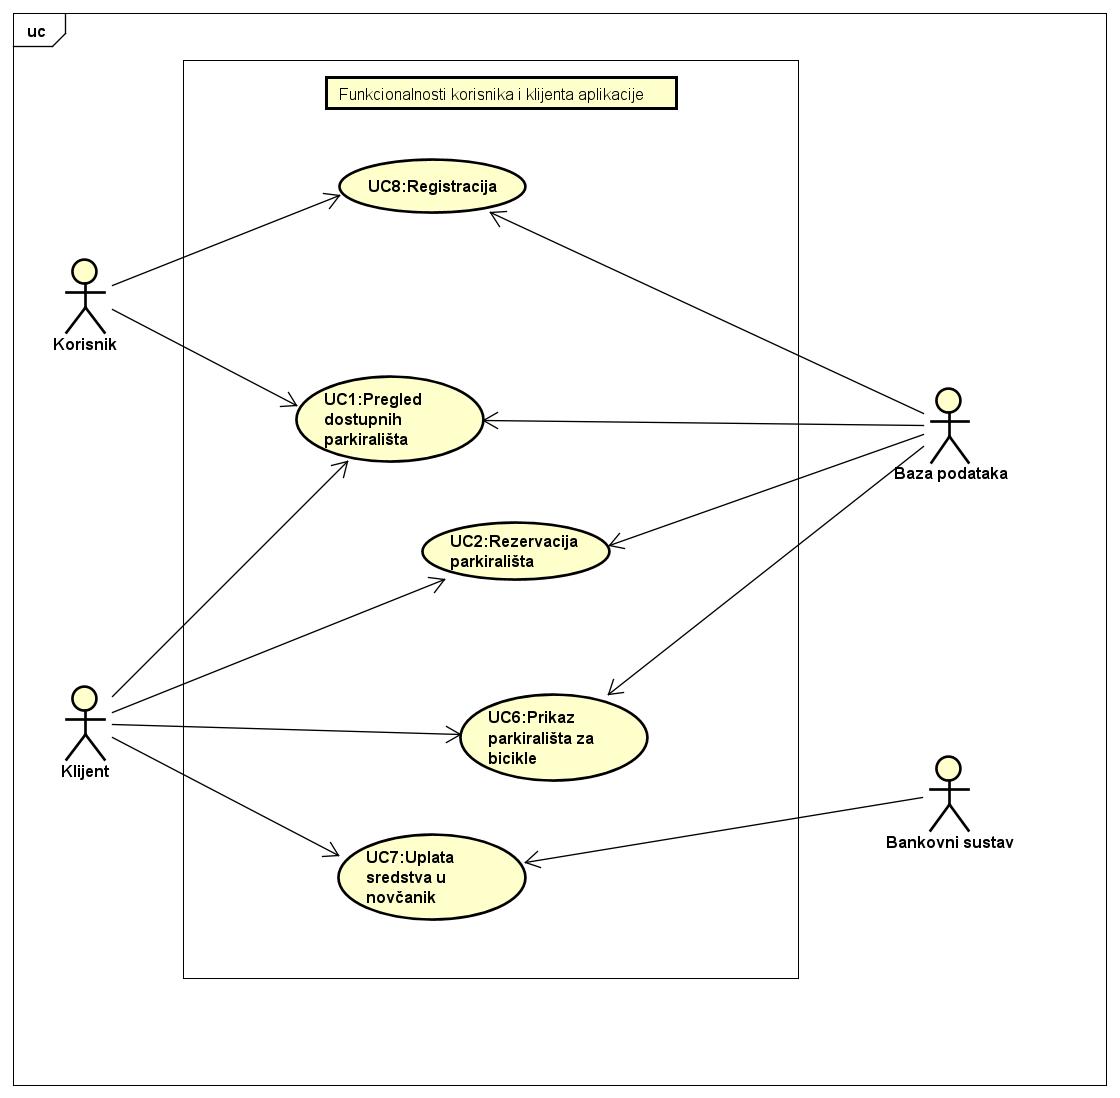 uc
Funkcionalnosti korisnika i klijenta aplikacije
UC8:Registracija
Korisnik
UC1:Pregled
dostupnih
parkirališta
Baza podataka
UC2:Rezervacija
parkirališta
Klijent
UC6:Prikaz
parkirališta za
bicikle
Bankovni sustav
UC7:Uplata
sredstva u
novčanik